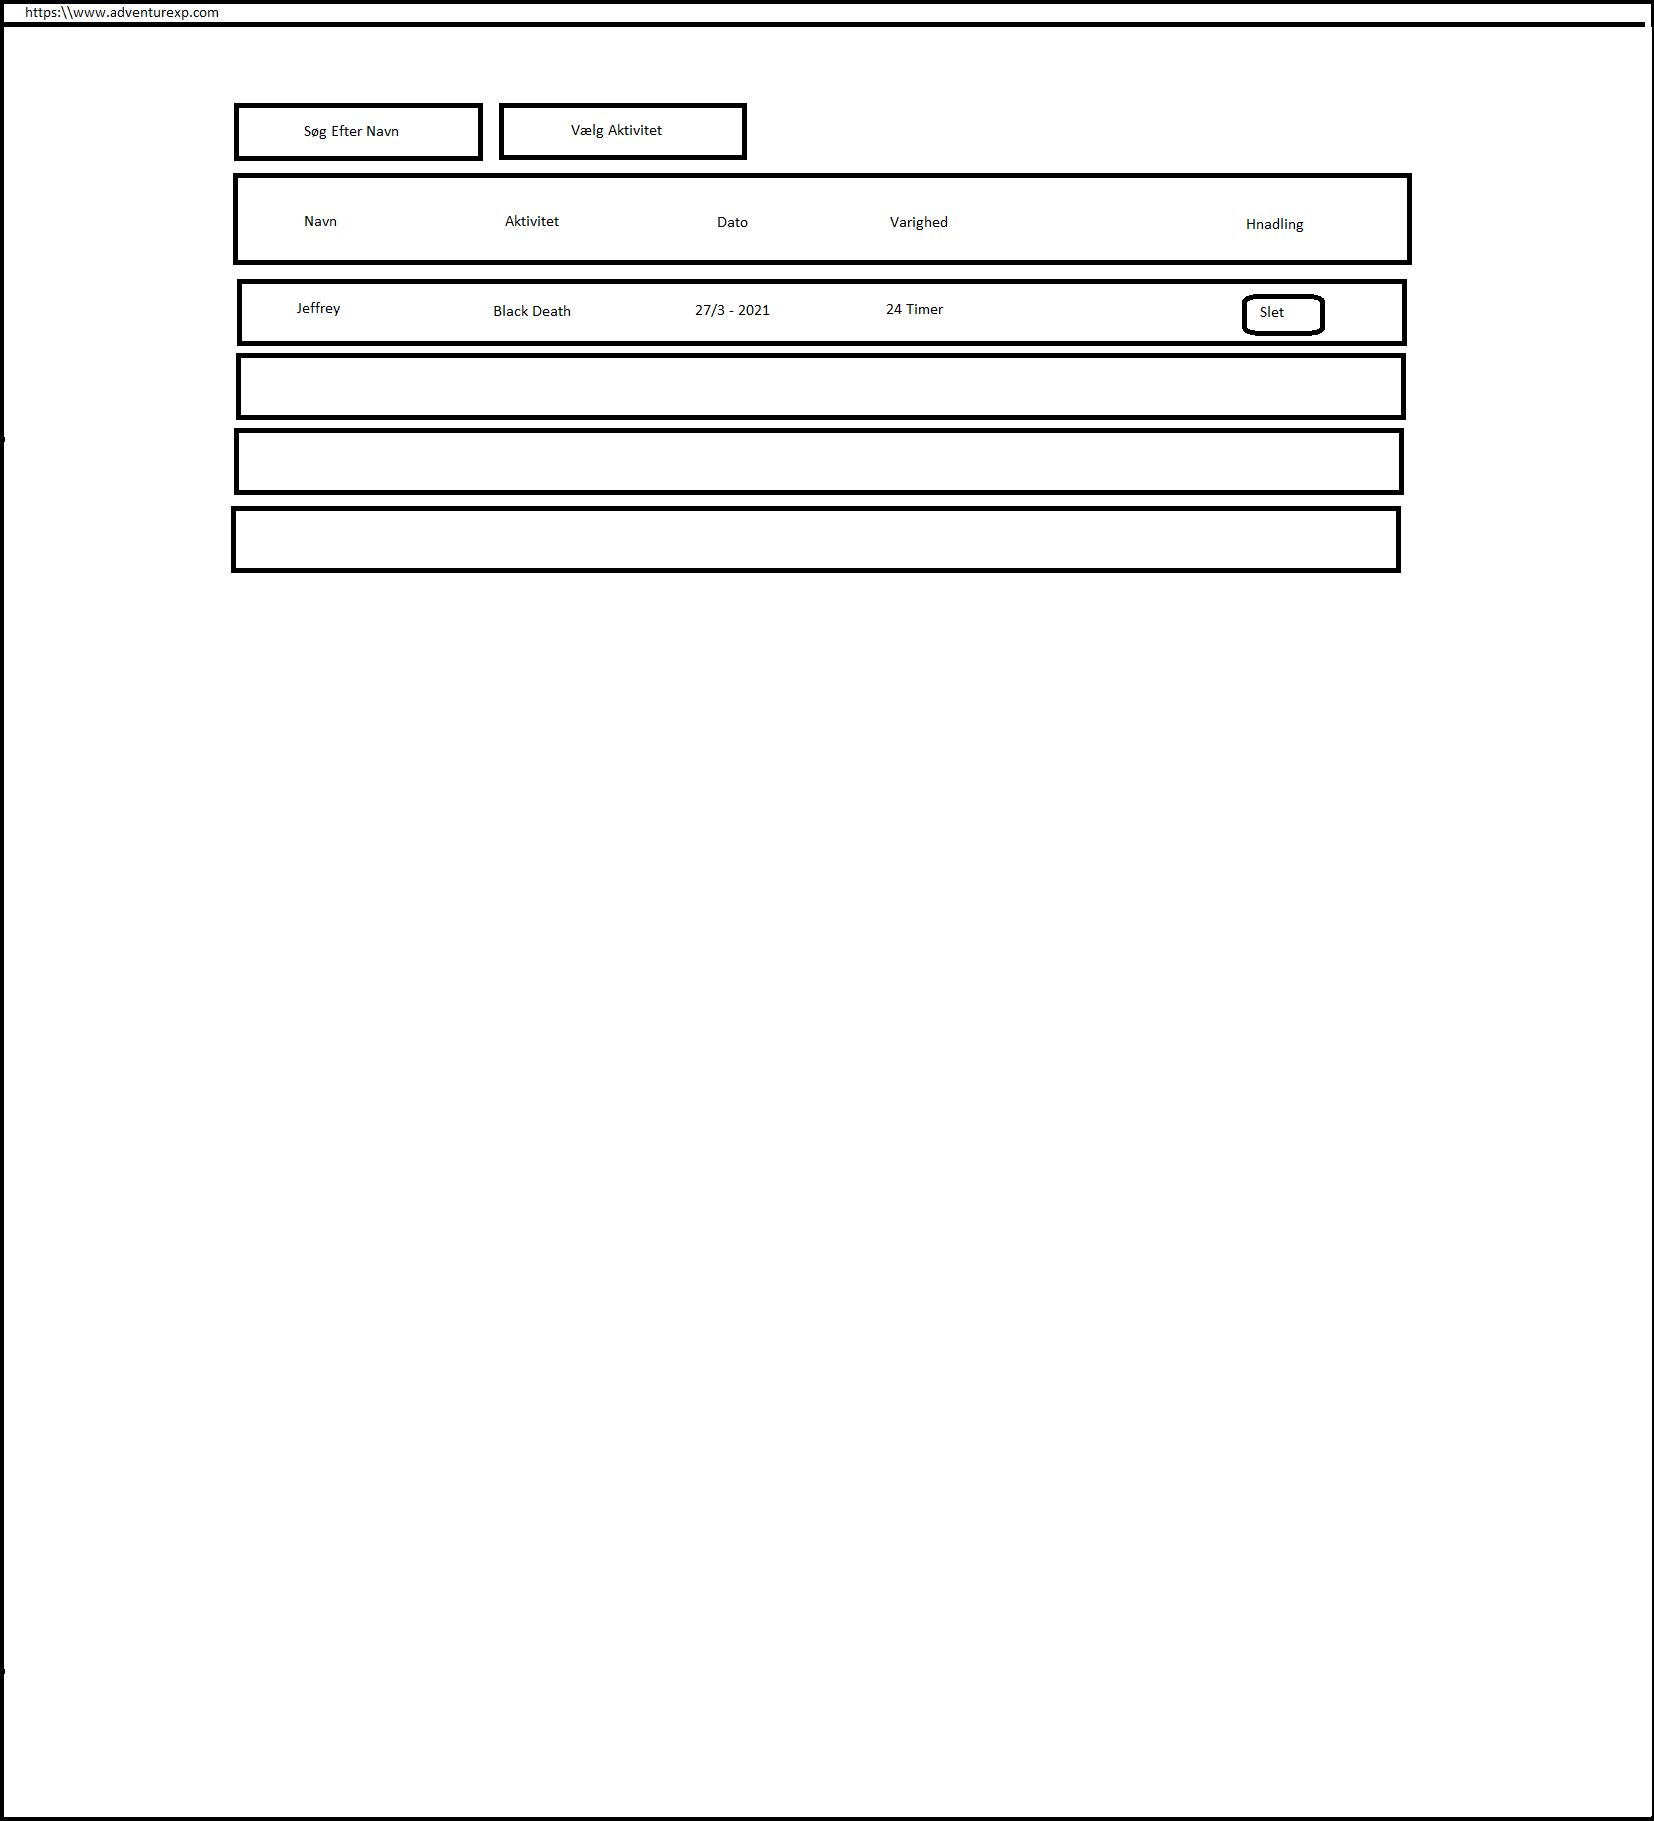 https:\\www.adventurexp.com
Søg Efter Navn Vælg Aktivitet
Navn Aktivitet Dato Varighed Hnadling
Jeffrey Black Death 27/3 - 2021 24 Timer Slet